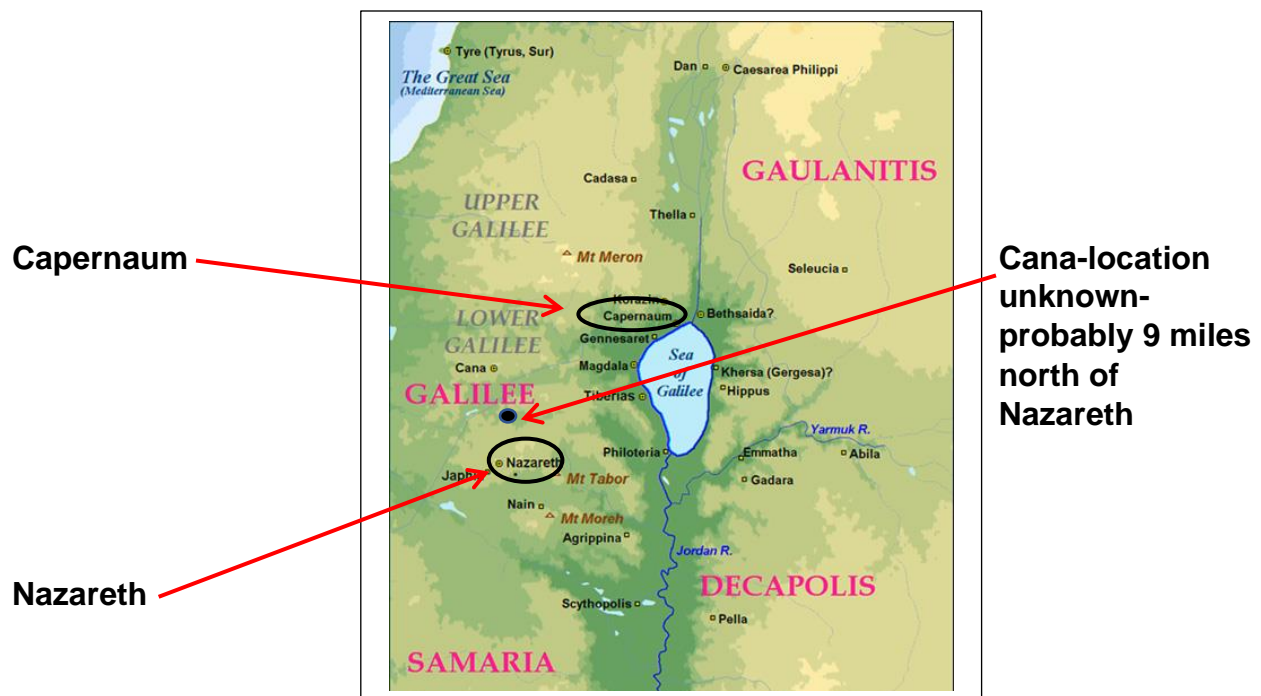 Tyre (Tyrus, Sur)
The Great Sea
(Mediterranean Sea)
Dan
Caesarea Philippi
GAULANITIS
Cadasa
UPPER
GALILEE
Thella
Capernaum
Mt Meron
Seleucia
Cana-location
unknown-
probably 9 miles
north of
Nazareth
Korazin
Capernaum
Bethsaida?
LOWER
GALILEE
Gennesaret
Sea
of
Galilee
Cana
Magdala
Khersa (Gergesa)?
GALILEE
Tiberias
Hippus
Yarmuk R.
Nazareth
Philoteria
Emmatha
Abila
Mt Tabor
Gadara
Nain
Mt Moreh
Agrippina
Jordan R.
Nazareth
DECAPOLIS
Scythopolis
Pella
SAMARIA